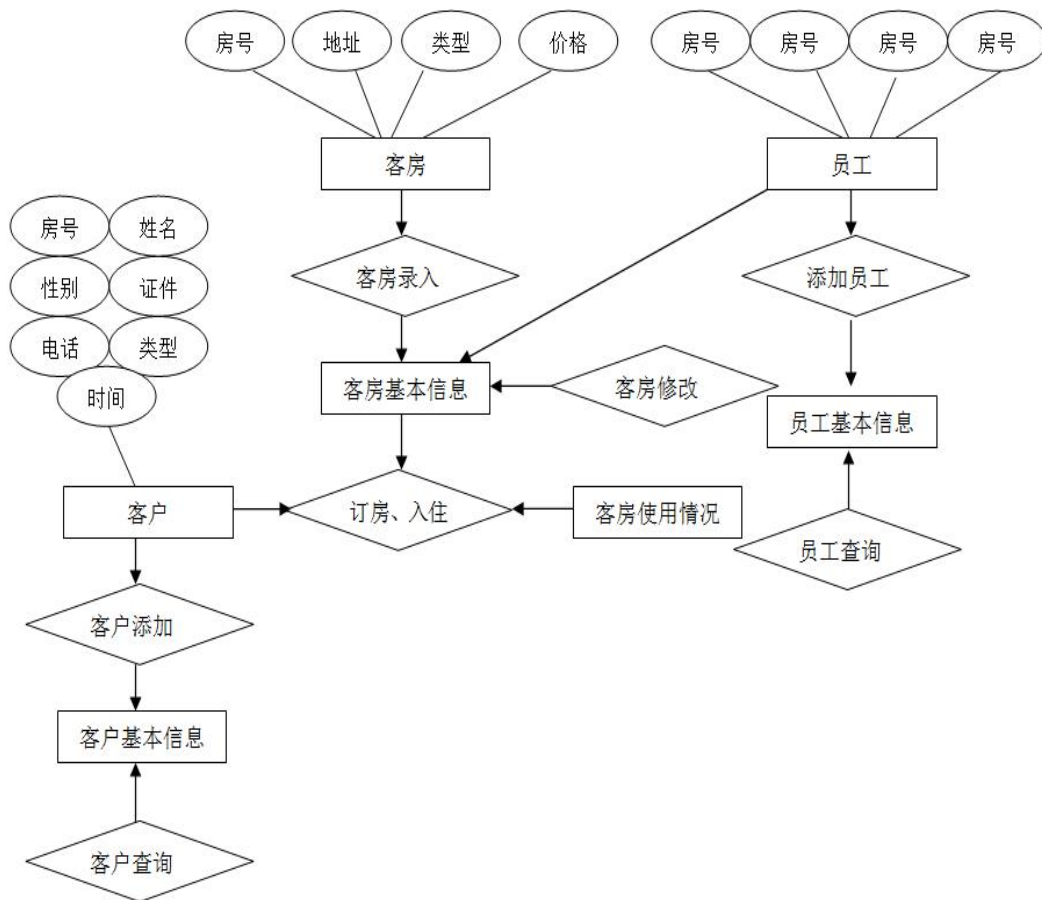 房号 地址 类型 价格 房号 房号 房号 房号
客房 员工
房号 姓名
客房录入 添加员工
性别 证件
电话 类型
客房基本信息 客房修改
时间
员工基本信息
客户 订房、入住 客房使用情况
员工查询
客户添加
客户基本信息
客户查询